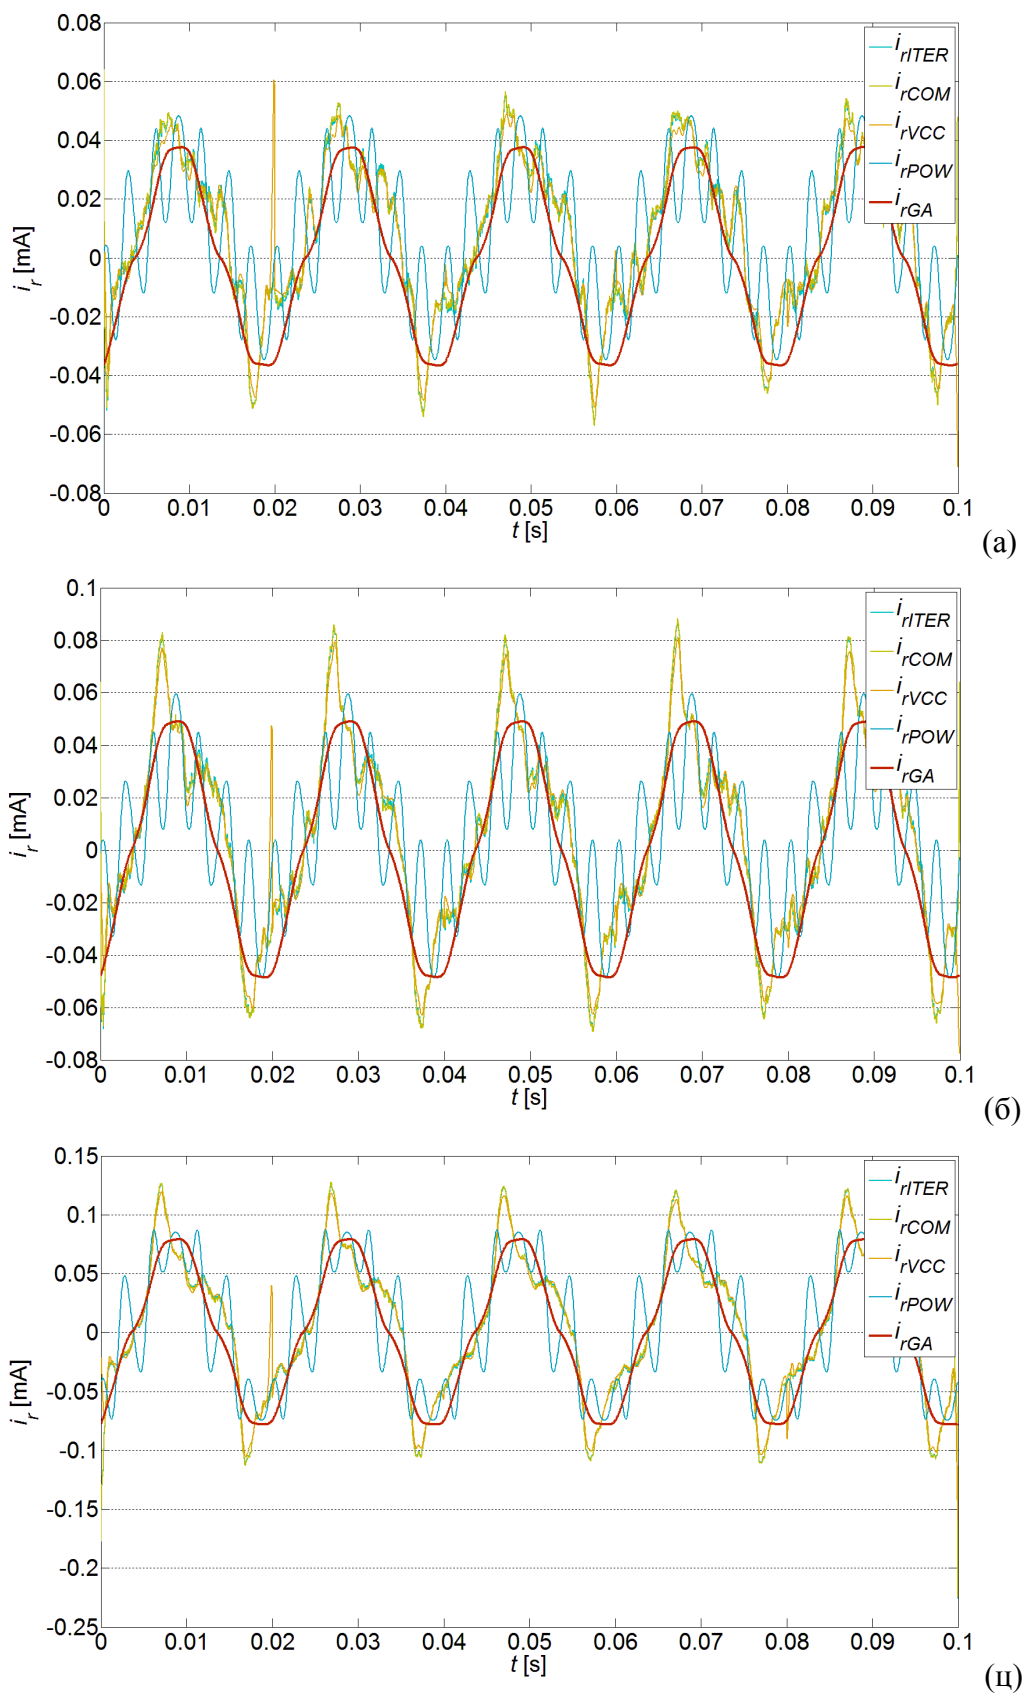 0.08
0.06
0.04
0.02
0
-0.02
-0.04
-0.06
-0.08
i_r [mA]
0 0.01 0.02 0.03 0.04 0.05 0.06 0.07 0.08 0.09 0.1
t [s]
i_rITER
i_rCOM
i_rVCC
i_rPOW
i_rGA
(а)
0.1
0.08
0.06
0.04
0.02
0
-0.02
-0.04
-0.06
-0.08
i_r [mA]
0 0.01 0.02 0.03 0.04 0.05 0.06 0.07 0.08 0.09 0.1
t [s]
i_rITER
i_rCOM
i_rVCC
i_rPOW
i_rGA
(б)
0.15
0.1
0.05
0
-0.05
-0.1
-0.15
-0.2
-0.25
i_r [mA]
0 0.01 0.02 0.03 0.04 0.05 0.06 0.07 0.08 0.09 0.1
t [s]
i_rITER
i_rCOM
i_rVCC
i_rPOW
i_rGA
(ц)